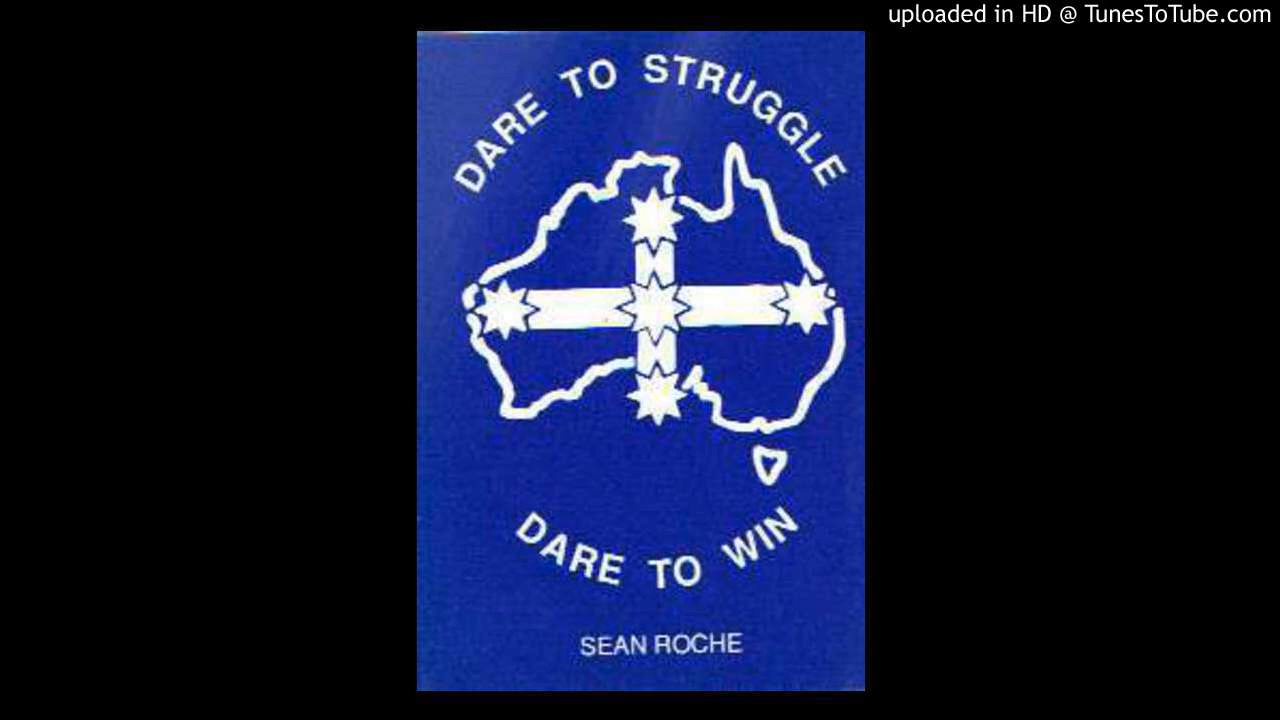 uploaded in HD @ TunesToTube.com
DARE TO STRUGGLE
DARE TO WIN
SEAN ROCHE